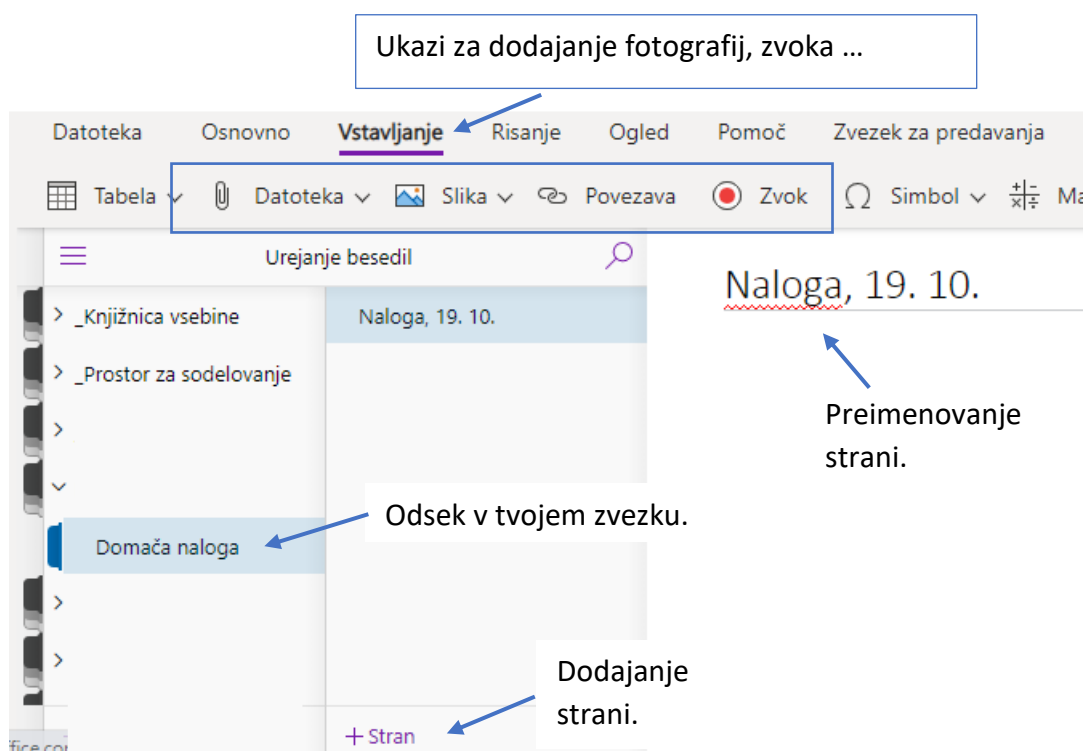 Ukazi za dodajanje fotografij, zvoka …
Datoteka Osnovno Vstavljanje Risanje Ogled Pomoč Zvezek za predavanja
Tabela Datoteka Slika Povezava Zvok Simbol
Urejanje besedil
Naloga, 19. 10.
_Knjižnica vsebine
Naloga, 19. 10.
_Prostor za sodelovanje
Preimenovanje
strani.
Odsek v tvojem zvezku.
Domača naloga
Dodajanje
strani.
+ Stran